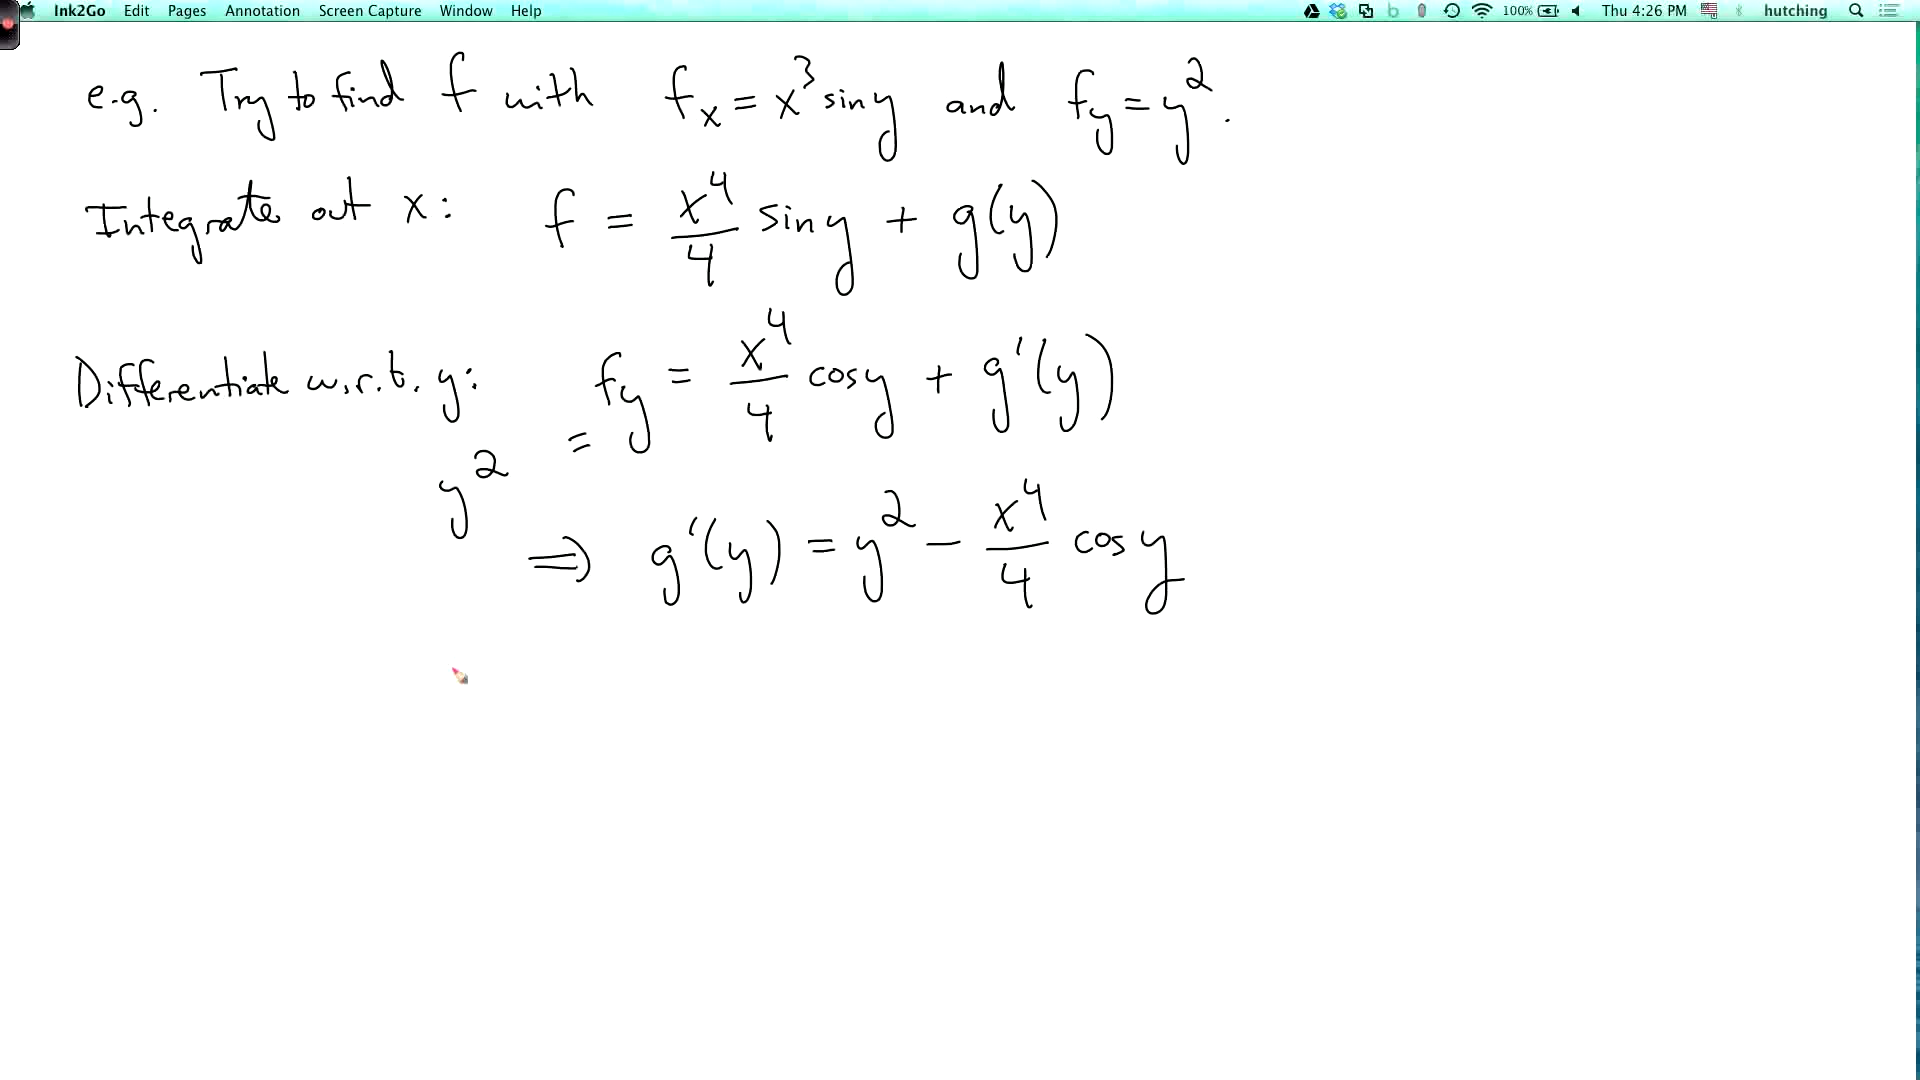 Ink2Go Edit Pages Annotation Screen Capture Window Help 100% Thu 4:26 PM hutching
e.g. Try to find f with f_x = x^3 sin y and f_y = y^2.
Integrate out x: f = x^4/4 sin y + g(y)
Differentiate w.r.t. y: f_y = x^4/4 cos y + g'(y)
y^2 =
⇒ g'(y) = y^2 - x^4/4 cos y